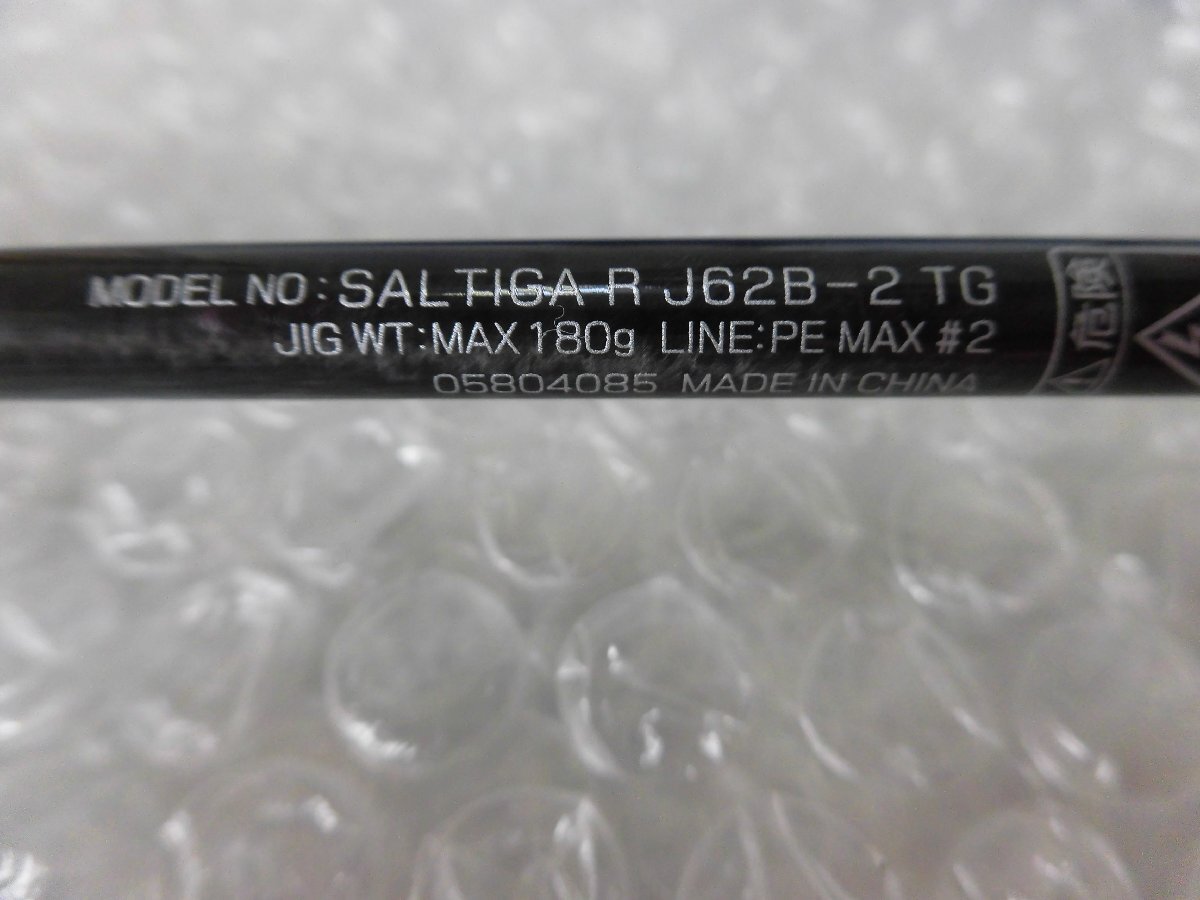 MODEL NO:SALTIGA R J62B-2 TG
JIG WT:MAX 180g LINE:PE MAX #2
05804085 MADE IN CHINA
危険